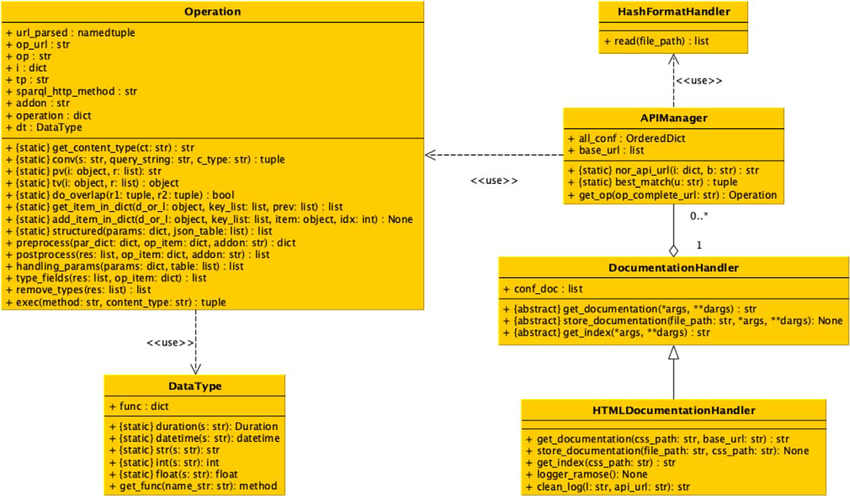 Operation
+ url_parsed : namedtuple
+ op_url : str
+ op : str
+ i : dict
+ tp : str
+ sparql_http_method : str
+ addon : str
+ operation : dict
+ dt : DataType
+ {static} get_content_type(ct: str) : str
+ {static} conv(s: str, query_string: str, c_type: str) : tuple
+ {static} pv(i: object, r: list): str
+ {static} tv(i: object, r: list) : object
+ {static} do_overlap(r1: tuple, r2: tuple) : bool
+ {static} get_item_in_dict(d_or_l: object, key_list: list, prev: list) : list
+ {static} add_item_in_dict(d_or_l: object, key_list: list, item: object, idx: int) : None
+ {static} structured(params: dict, json_table: list) : list
+ preprocess(par_dict: dict, op_item: dict, addon: str) : dict
+ postprocess(res: list, op_item: dict, addon: str) : list
+ handling_params(params: dict, table: list) : list
+ type_fields(res: list, op_item: dict) : list
+ remove_types(res: list) : list
+ exec(method: str, content_type: str) : tuple
<<use>>
DataType
+ func : dict
+ {static} duration(s: str): Duration
+ {static} datetime(s: str): datetime
+ {static} str(s: str): str
+ {static} int(s: str): int
+ {static} float(s: str): float
+ get_func(name_str: str): method
HashFormatHandler
+ read(file_path) : list
<<use>>
APIManager
+ all_conf : OrderedDict
+ base_url : list
+ {static} nor_api_url(i: dict, b: str) : str
+ {static} best_match(u: str) : tuple
+ get_op(op_complete_url: str) : Operation
<<use>>
0..*
1
DocumentationHandler
+ conf_doc : list
+ {abstract} get_documentation(*args, **dargs) : str
+ {abstract} store_documentation(file_path: str, *args, **dargs): None
+ {abstract} get_index(*args, **dargs) : str
HTMLDocumentationHandler
+ get_documentation(css_path: str, base_url: str) : str
+ store_documentation(file_path: str, css_path: str): None
+ get_index(css_path: str) : str
+ logger_ramose(): None
+ clean_log(l: str, api_url: str): str